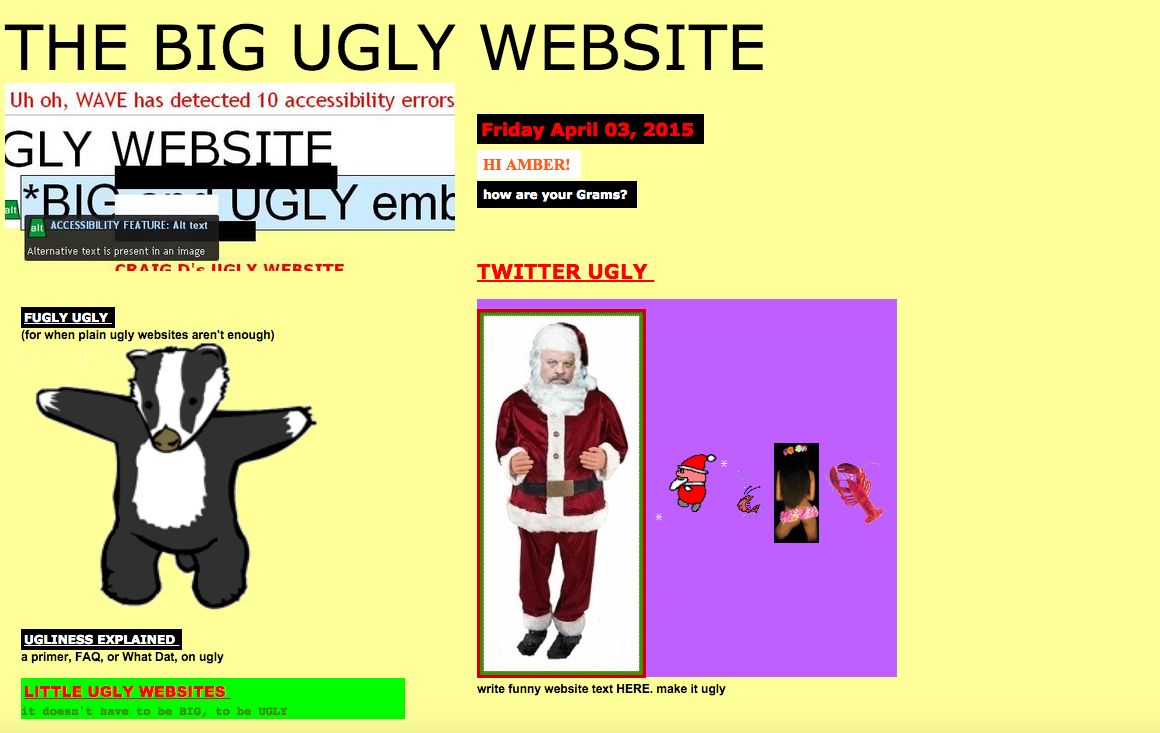 THE BIG UGLY WEBSITE
Uh oh, WAVE has detected 10 accessibility errors
GLY WEBSITE
*BIG and UGLY emb
alt
alt ACCESSIBILITY FEATURE: Alt text
Alternative text is present in an image
CRAIG D's UGLY WEBSITE
FUGLY UGLY
(for when plain ugly websites aren't enough)
UGLINESS EXPLAINED
a primer, FAQ, or What Dat, on ugly
LITTLE UGLY WEBSITES
it doesn't have to be BIG, to be UGLY
Friday April 03, 2015
HI AMBER!
how are your Grams?
TWITTER UGLY
write funny website text HERE. make it ugly